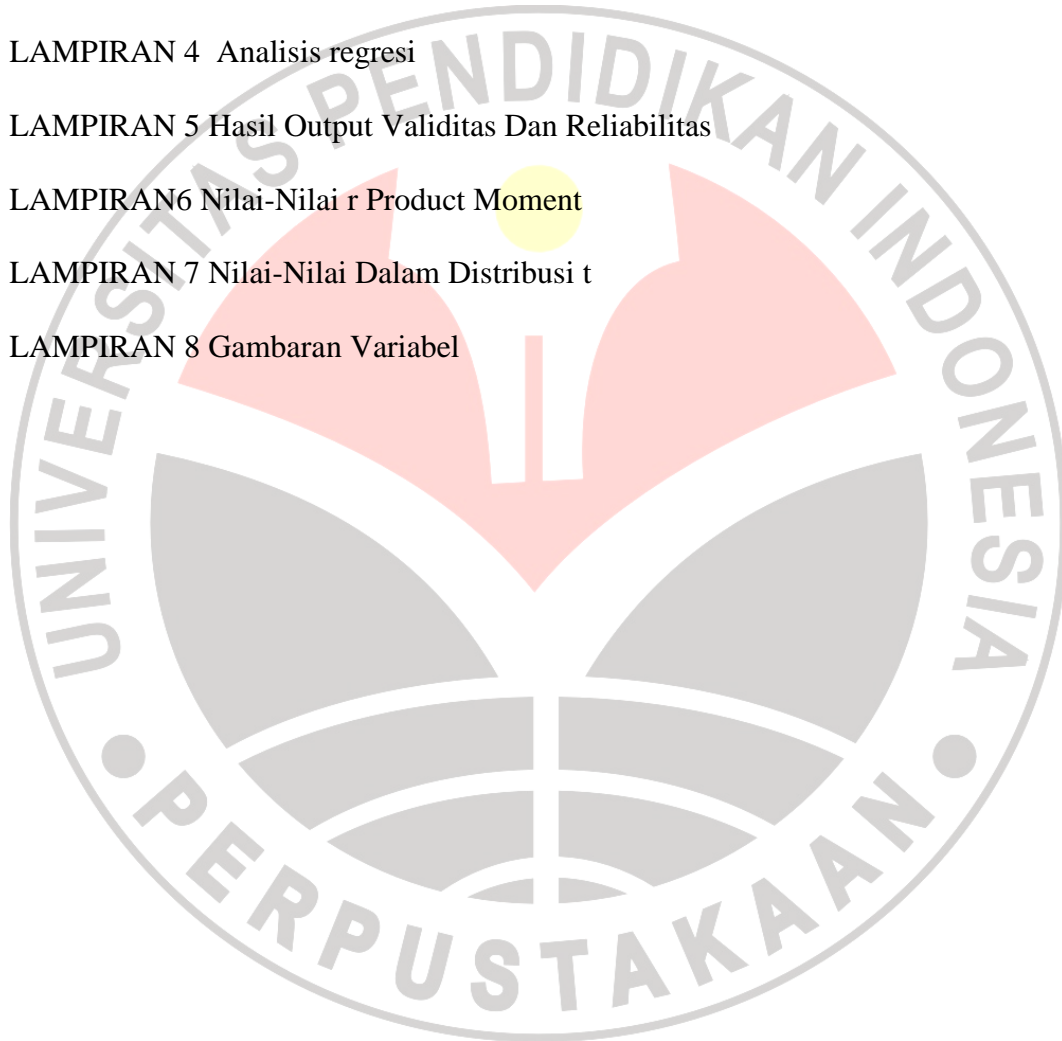 LAMPIRAN 4  Analisis regresi
LAMPIRAN 5 Hasil Output Validitas Dan Reliabilitas
LAMPIRAN6 Nilai-Nilai r Product Moment
LAMPIRAN 7 Nilai-Nilai Dalam Distribusi t
LAMPIRAN 8 Gambaran Variabel
UNIVERSITAS PENDIDIKAN INDONESIA
PERPUSTAKAAN